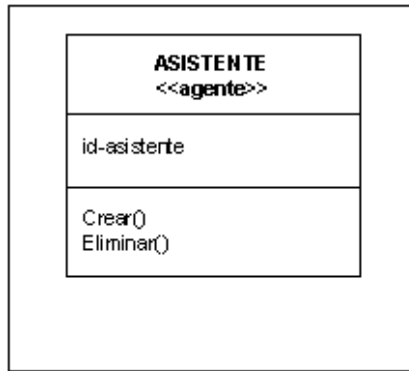 ASISTENTE
<<agente>>
id-asistente
Crear()
Eliminar()